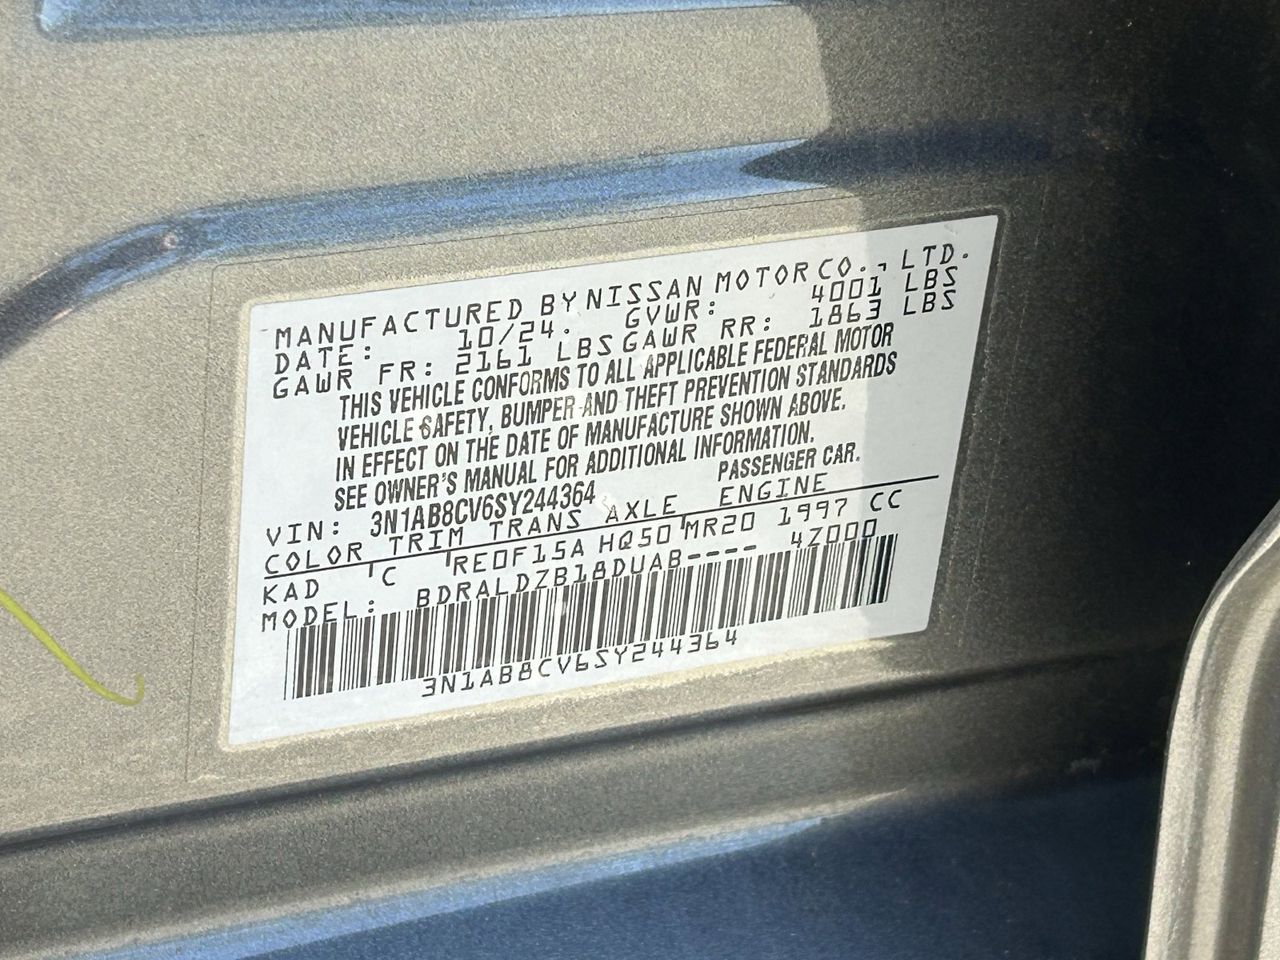 MANUFACTURED BY NISSAN MOTOR CO., LTD.
DATE: 10/24. GVWR: 4001 LBS
GAWR FR: 2161 LBS GAWR RR: 1863 LBS
THIS VEHICLE CONFORMS TO ALL APPLICABLE FEDERAL MOTOR
VEHICLE SAFETY, BUMPER AND THEFT PREVENTION STANDARDS
IN EFFECT ON THE DATE OF MANUFACTURE SHOWN ABOVE.
SEE OWNER'S MANUAL FOR ADDITIONAL INFORMATION.
VIN: 3N1AB8CV6SY244364 PASSENGER CAR.
COLOR TRIM TRANS AXLE ENGINE
KAD C RE0F15A HQ50 MR20 1997 CC
MODEL: BDRALDZB18DUAB---- 4Z000
3N1AB8CV6SY244364